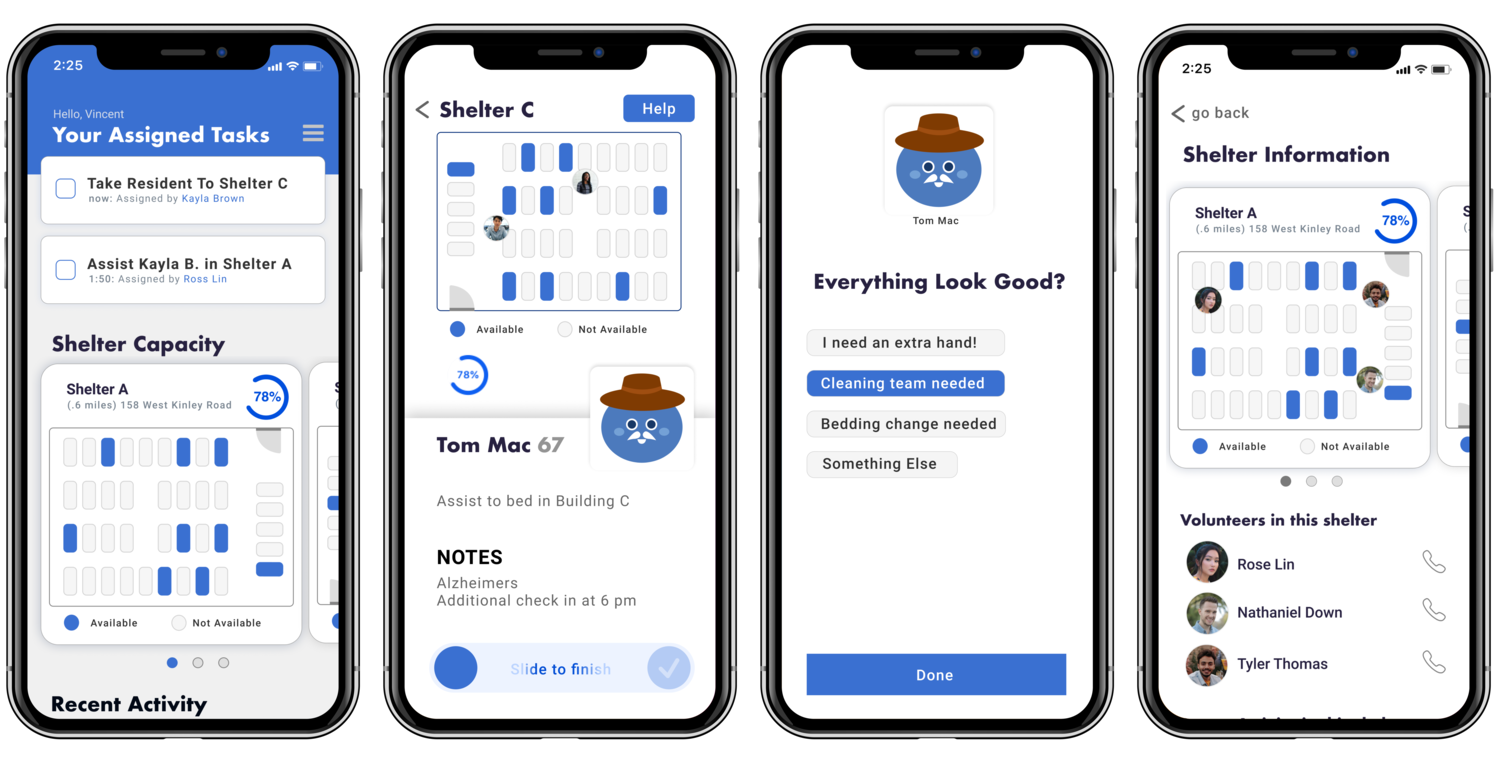 2:25
Hello, Vincent
Your Assigned Tasks
Take Resident To Shelter C
now: Assigned by Kayla Brown
Assist Kayla B. in Shelter A
1:50: Assigned by Ross Lin
Shelter Capacity
Shelter A
(.6 miles) 158 West Kinley Road
78%
S
(.
Available
Not Available
Recent Activity
Shelter C
Help
Available
Not Available
78%
Tom Mac 67
Assist to bed in Building C
NOTES
Alzheimers
Additional check in at 6 pm
Slide to finish
Tom Mac
Everything Look Good?
I need an extra hand!
Cleaning team needed
Bedding change needed
Something Else
Done
2:25
go back
Shelter Information
Shelter A
(.6 miles) 158 West Kinley Road
78%
S
(.
Available
Not Available
Volunteers in this shelter
Rose Lin
Nathaniel Down
Tyler Thomas